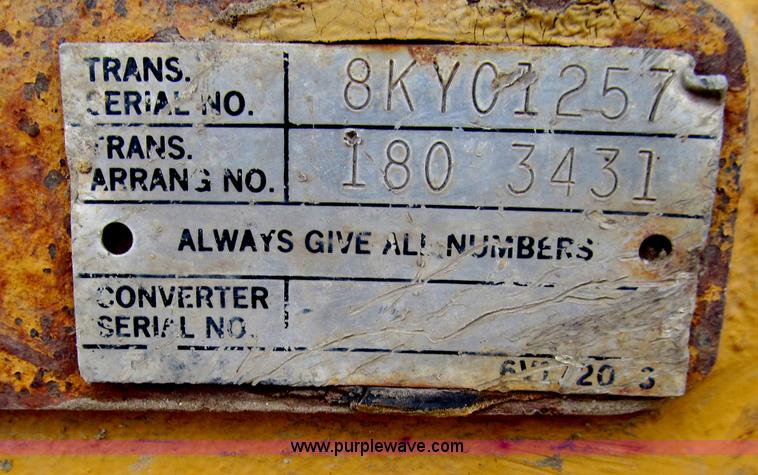 TRANS.
SERIAL NO.
8KY01257
TRANS.
ARRANG NO.
180 3431
ALWAYS GIVE ALL NUMBERS
CONVERTER
SERIAL NO.
www.purplewave.com